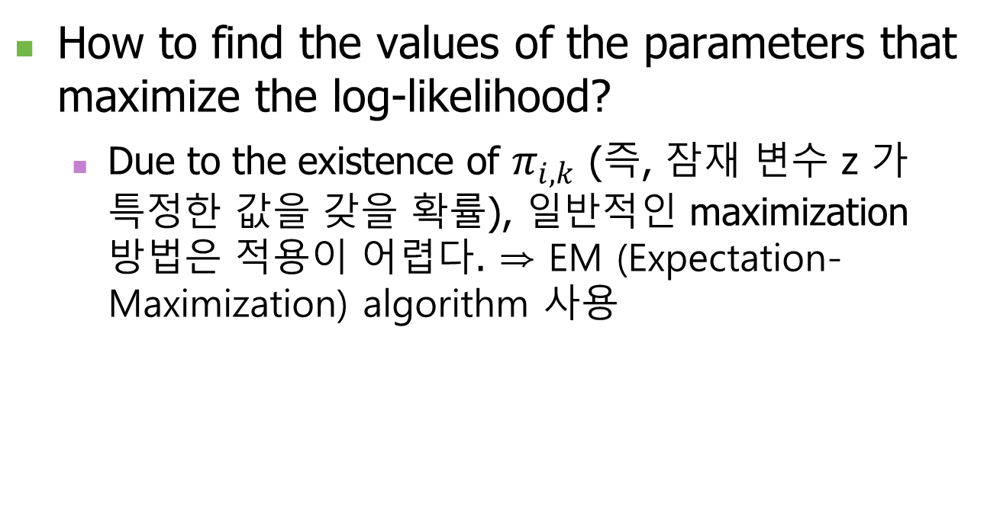 How to find the values of the parameters that
maximize the log-likelihood?
Due to the existence of π_{i,k} (즉, 잠재 변수 z 가
특정한 값을 갖을 확률), 일반적인 maximization
방법은 적용이 어렵다. ⇒ EM (Expectation-
Maximization) algorithm 사용